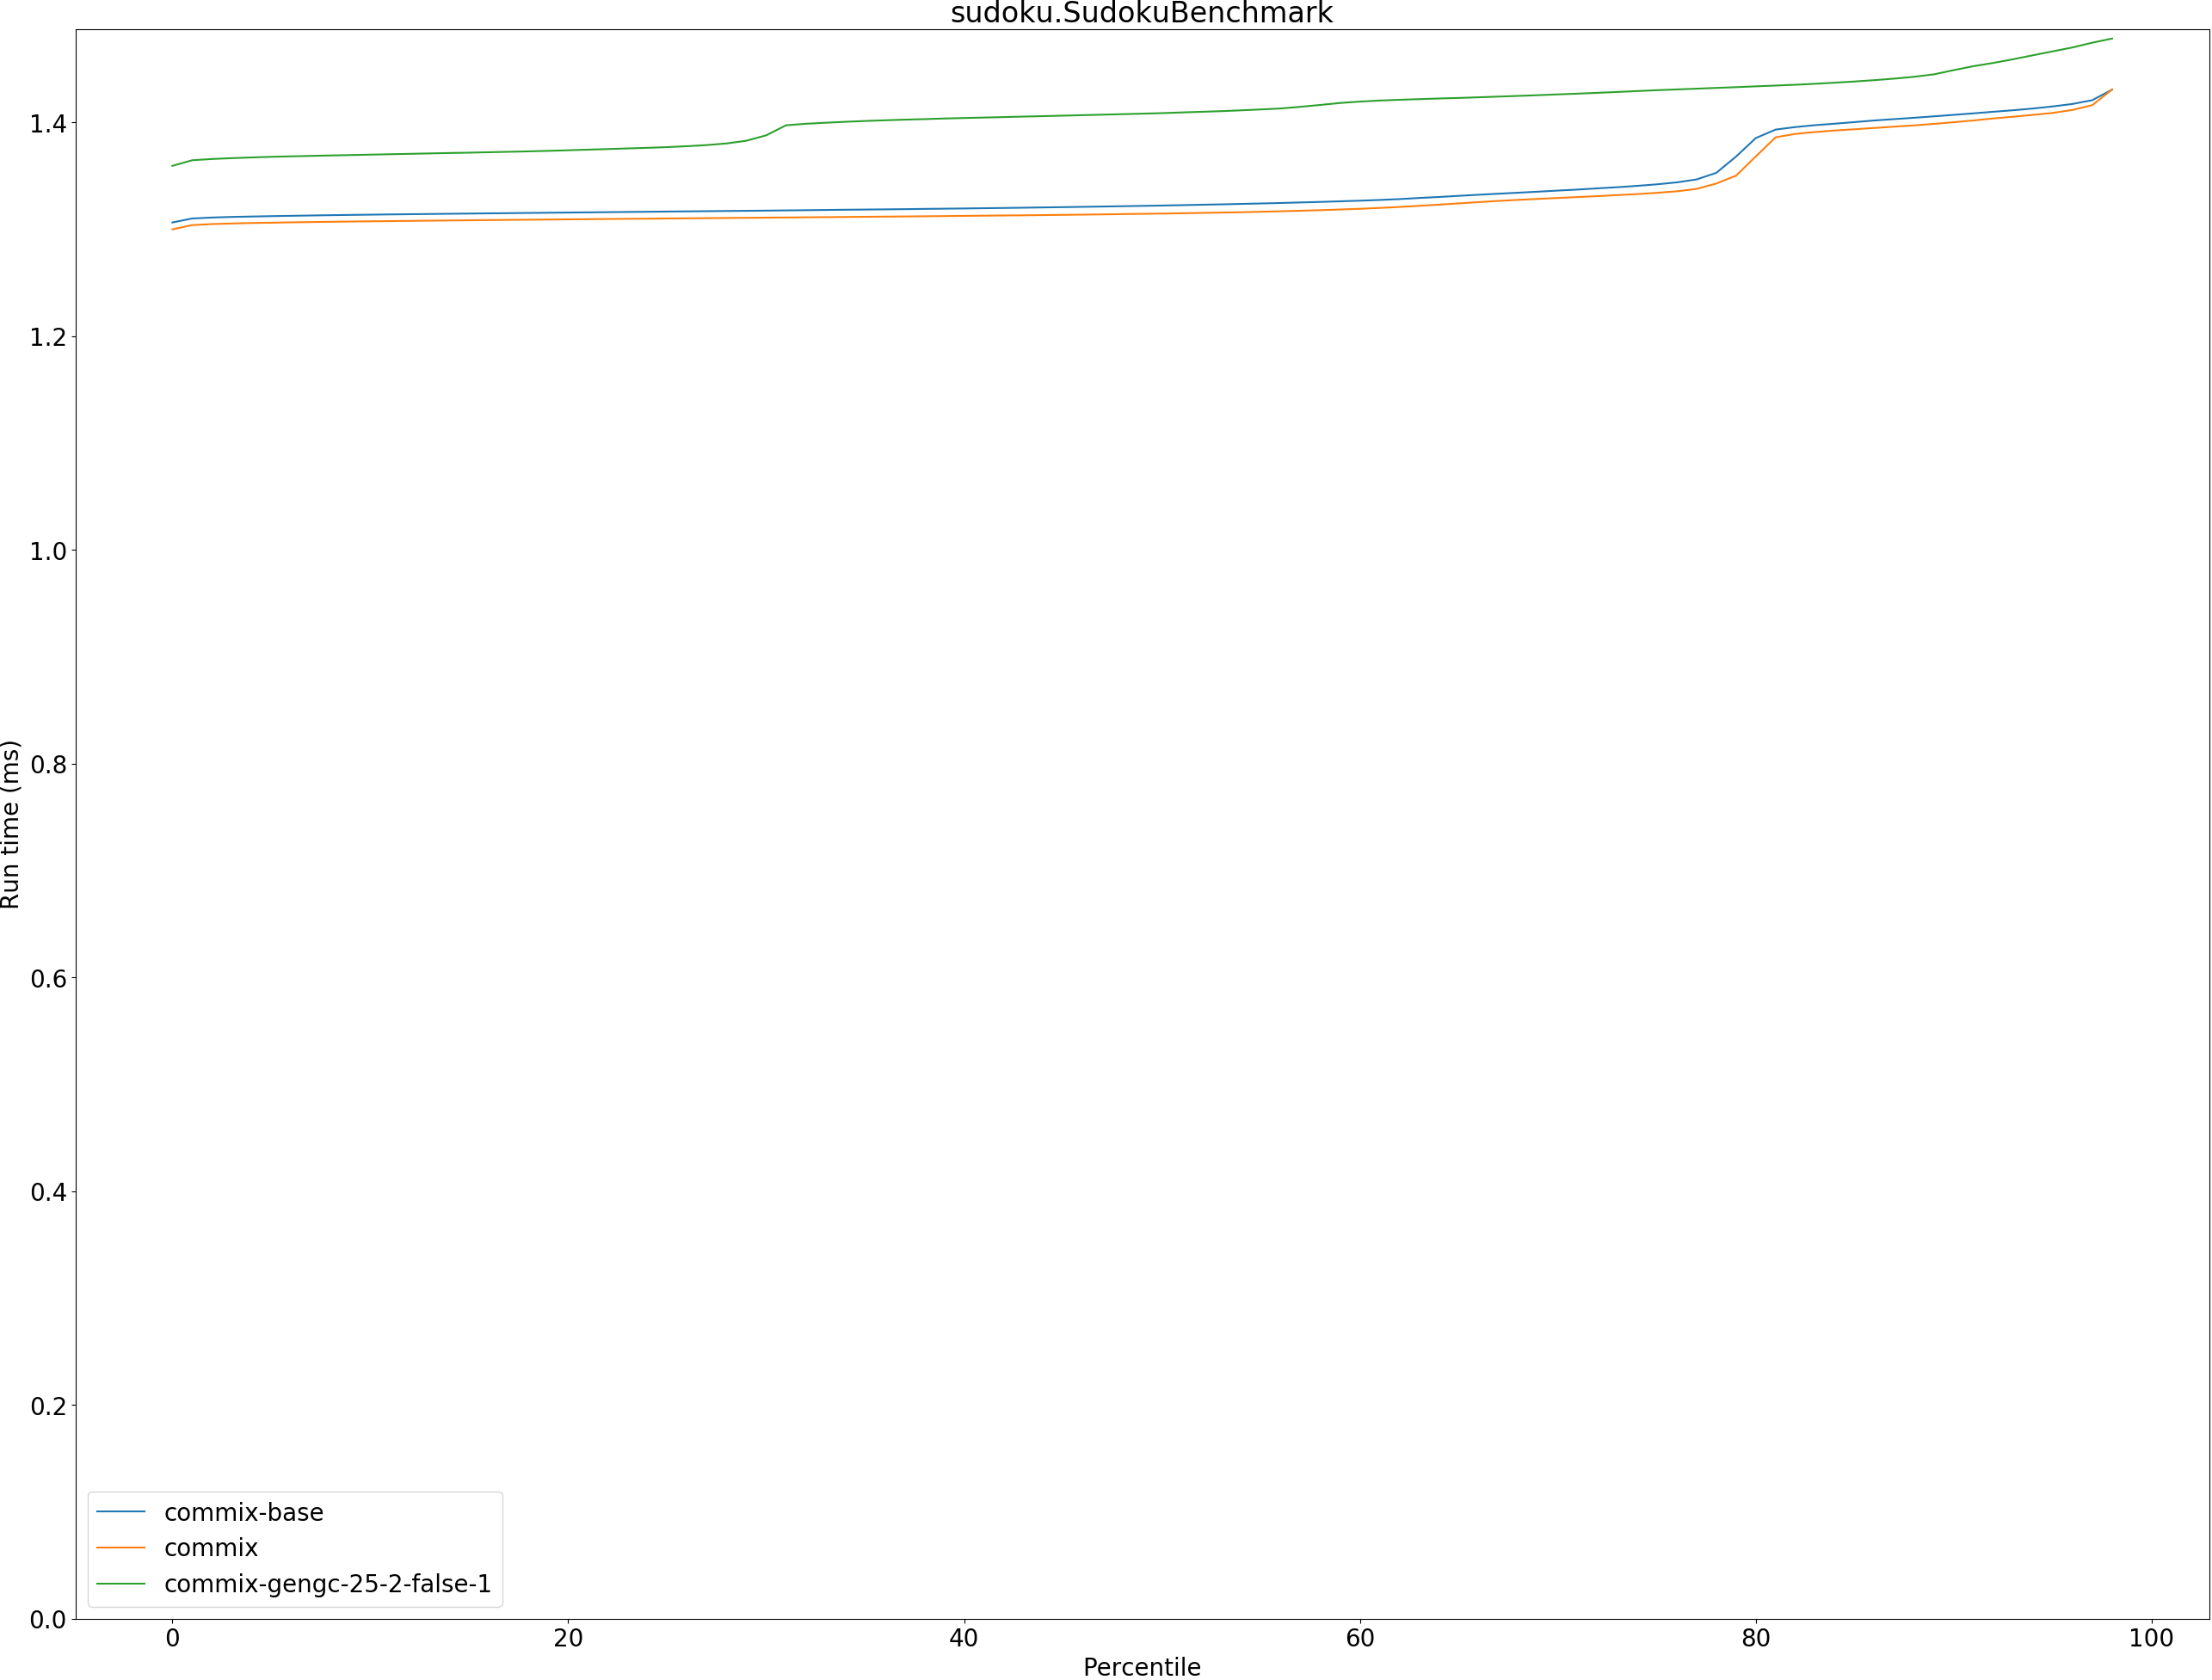 sudoku.SudokuBenchmark
Run time (ms)
1.4
1.2
1.0
0.8
0.6
0.4
0.2
0.0
commix-base
commix
commix-gengc-25-2-false-1
0 20 40 60 80 100
Percentile